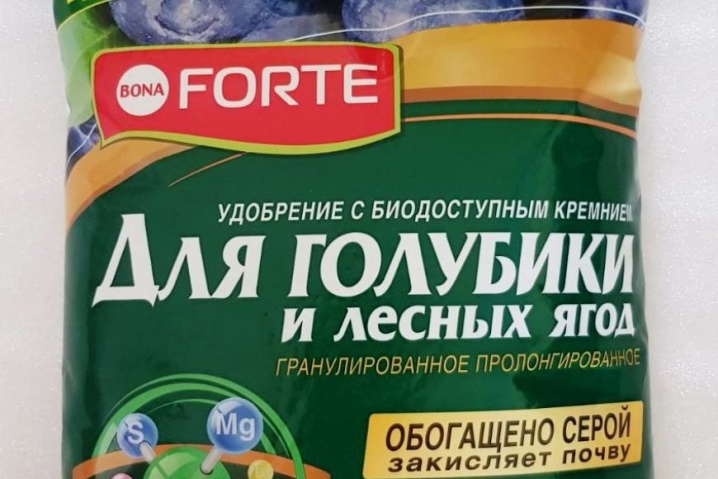 BONA FORTE
УДОБРЕНИЕ С БИОДОСТУПНЫМ КРЕМНИЕМ
Для ГОЛУБИКИ
и лесных ягод
ГРАНУЛИРОВАННОЕ ПРОЛОНГИРОВАННОЕ
S Mg
ОБОГАЩЕНО СЕРОЙ
закисляет почву